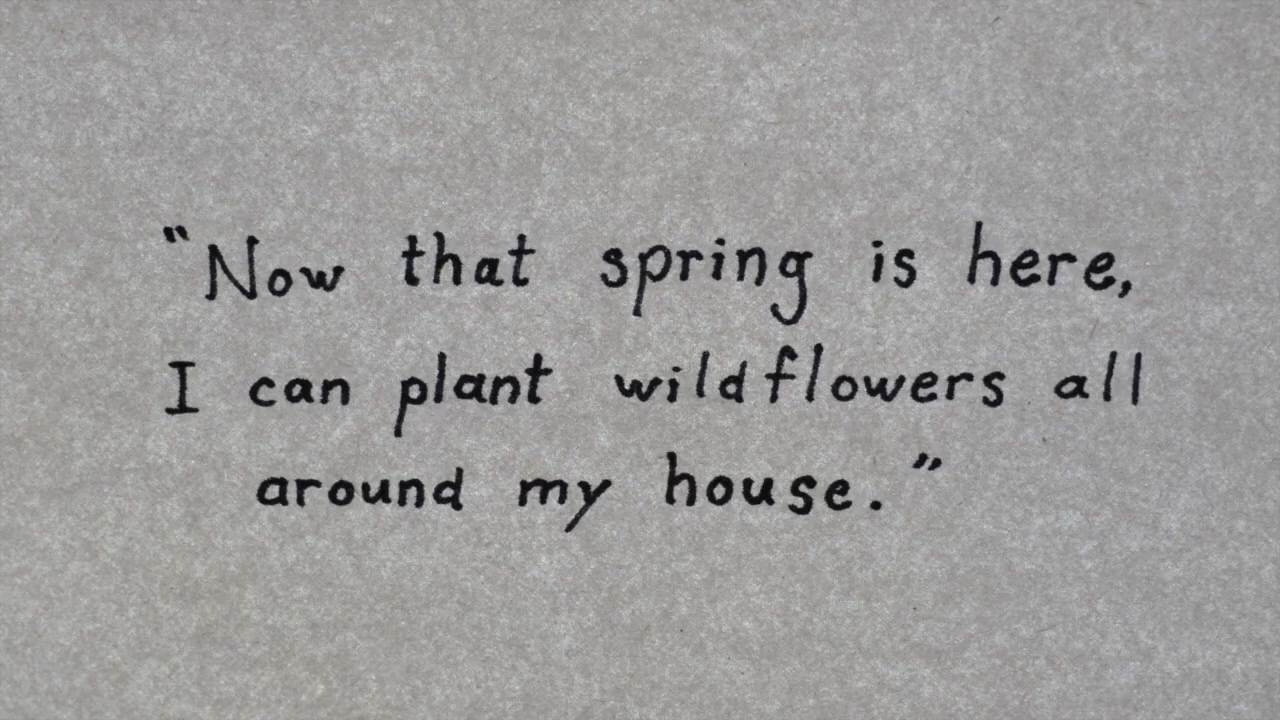 “Now that spring is here,
I can plant wildflowers all
around my house.”